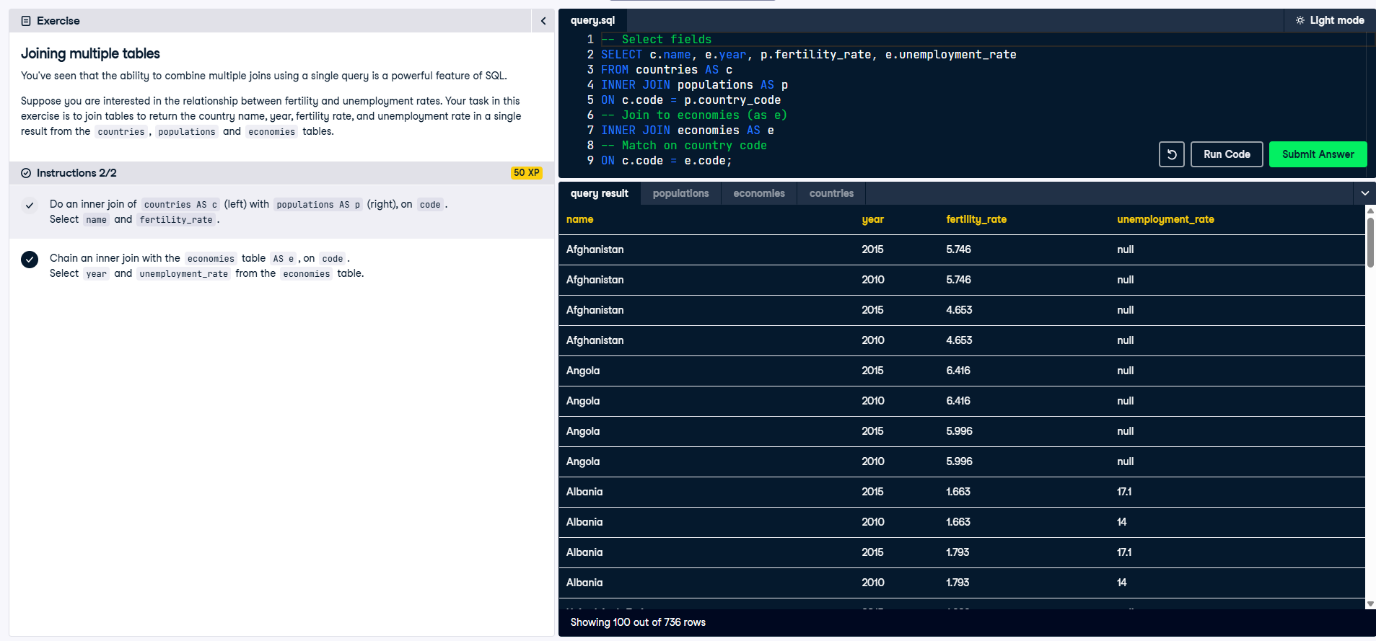 Exercise
Joining multiple tables
You've seen that the ability to combine multiple joins using a single query is a powerful feature of SQL.
Suppose you are interested in the relationship between fertility and unemployment rates. Your task in this
exercise is to join tables to return the country name, year, fertility rate, and unemployment rate in a single
result from the countries, populations and economies tables.
Instructions 2/2
50 XP
Do an inner join of countries AS c (left) with populations AS p (right), on code.
Select name and fertility_rate.
Chain an inner join with the economies table AS e, on code.
Select year and unemployment_rate from the economies table.
query.sql
Light mode
1 -- Select fields
2 SELECT c.name, e.year, p.fertility_rate, e.unemployment_rate
3 FROM countries AS c
4 INNER JOIN populations AS p
5 ON c.code = p.country_code
6 -- Join to economies (as e)
7 INNER JOIN economies AS e
8 -- Match on country code
9 ON c.code = e.code;
Run Code
Submit Answer
query result populations economies countries
name year fertility_rate unemployment_rate
Afghanistan 2015 5.746 null
Afghanistan 2010 5.746 null
Afghanistan 2015 4.653 null
Afghanistan 2010 4.653 null
Angola 2015 6.416 null
Angola 2010 6.416 null
Angola 2015 5.996 null
Angola 2010 5.996 null
Albania 2015 1.663 17.1
Albania 2010 1.663 14
Albania 2015 1.793 17.1
Albania 2010 1.793 14
Showing 100 out of 736 rows